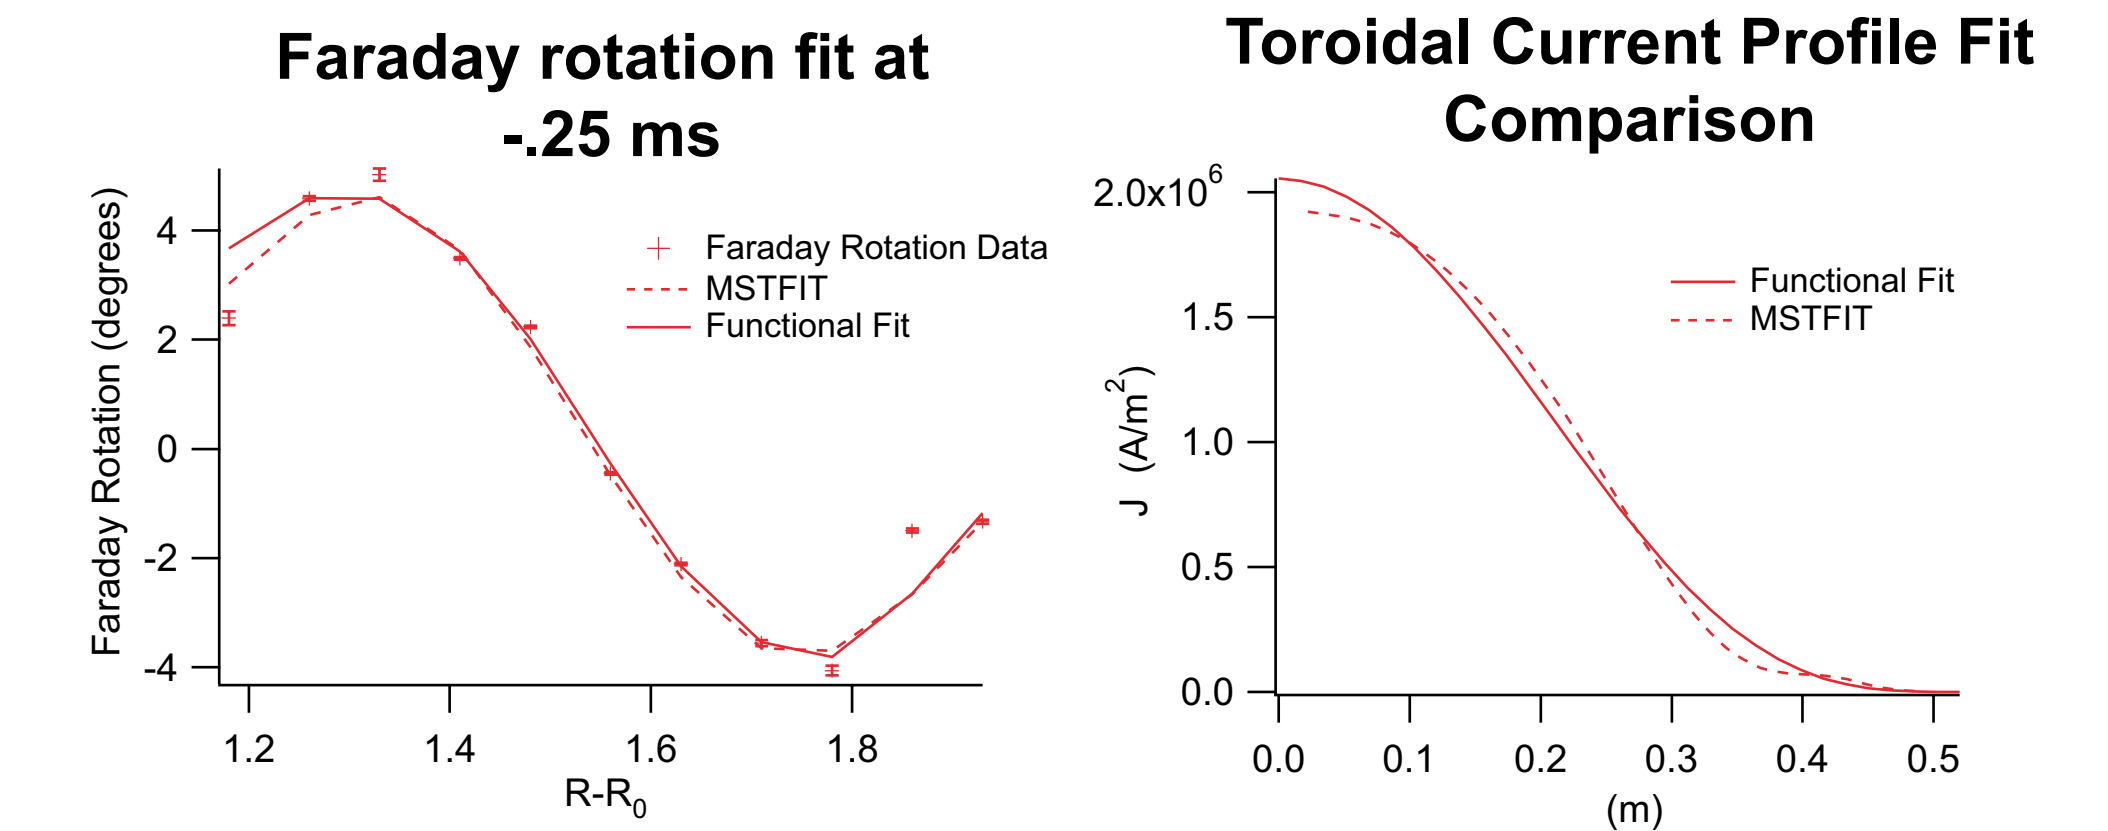 Faraday rotation fit at
-.25 ms
Faraday Rotation (degrees)
4
2
0
-2
-4
Faraday Rotation Data
MSTFIT
Functional Fit
1.2 1.4 1.6 1.8
R-R₀
Toroidal Current Profile Fit
Comparison
J (A/m²)
2.0x10⁶
1.5
1.0
0.5
0.0
Functional Fit
MSTFIT
0.0 0.1 0.2 0.3 0.4 0.5
(m)